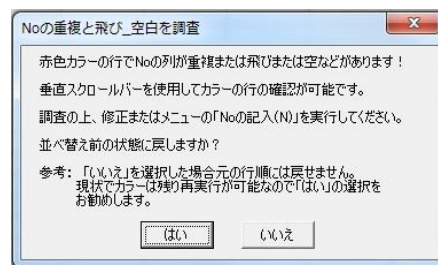 Noの重複と飛び_空白を調査
赤色カラーの行でNoの列が重複または飛びまたは空などがあります！
垂直スクロールバーを使用してカラーの行の確認が可能です。
調査の上、修正またはメニューの「Noの記入(N)」を実行してください。
並べ替え前の状態に戻しますか？
参考：「いいえ」を選択した場合元の行順には戻せません。
現状でカラーは残り再実行が可能なので「はい」の選択を
お勧めします。
はい
いいえ